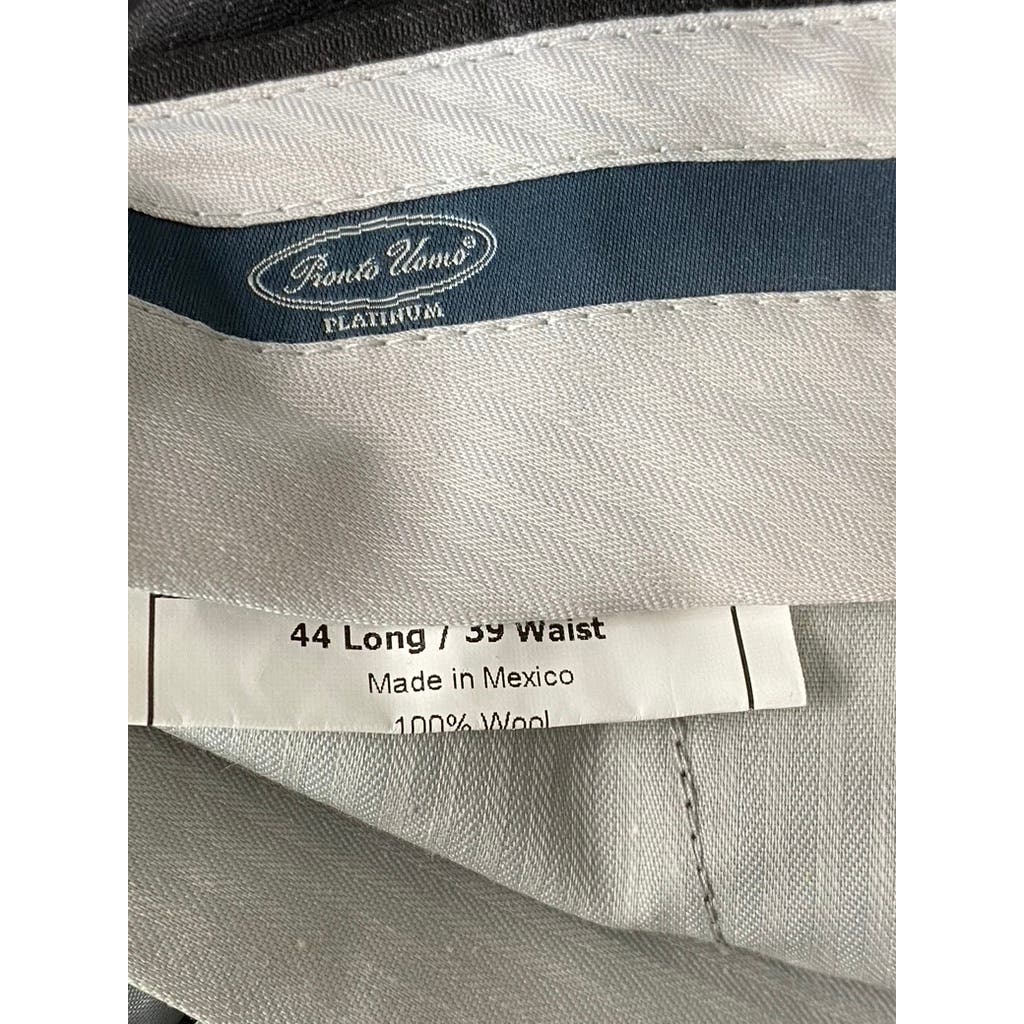 Pronto Uomo®
PLATINUM
44 Long / 39 Waist
Made in Mexico
100% Wool